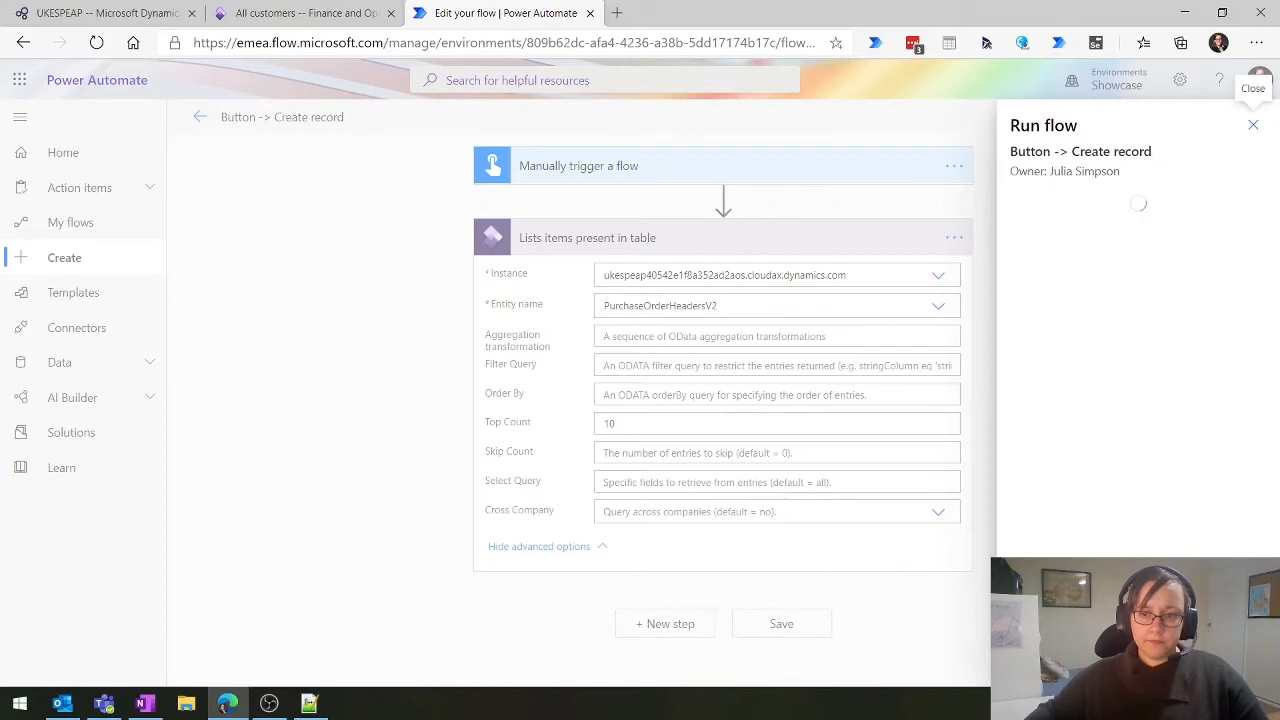 UKESPEAP -- Microsoft Dynamic
All customers -- Finance and Op
Edit your flow | Power Automate
https://emea.flow.microsoft.com/manage/environments/809b62dc-afa4-4236-a38b-5dd17174b17c/flow...
3
Power Automate
Search for helpful resources
Environments
Showcase
?
Close
Button -> Create record
Home
Action items
My flows
Create
Templates
Connectors
Data
AI Builder
Solutions
Learn
Manually trigger a flow
Lists items present in table
* Instance
ukespeap40542e1f8a352ad2aos.cloudax.dynamics.com
* Entity name
PurchaseOrderHeadersV2
Aggregation transformation
A sequence of OData aggregation transformations
Filter Query
An ODATA filter query to restrict the entries returned (e.g. stringColumn eq 'stri
Order By
An ODATA orderBy query for specifying the order of entries.
Top Count
10
Skip Count
The number of entries to skip (default = 0).
Select Query
Specific fields to retrieve from entries (default = all).
Cross Company
Query across companies (default = no).
Hide advanced options
+ New step
Save
Run flow
Button -> Create record
Owner: Julia Simpson